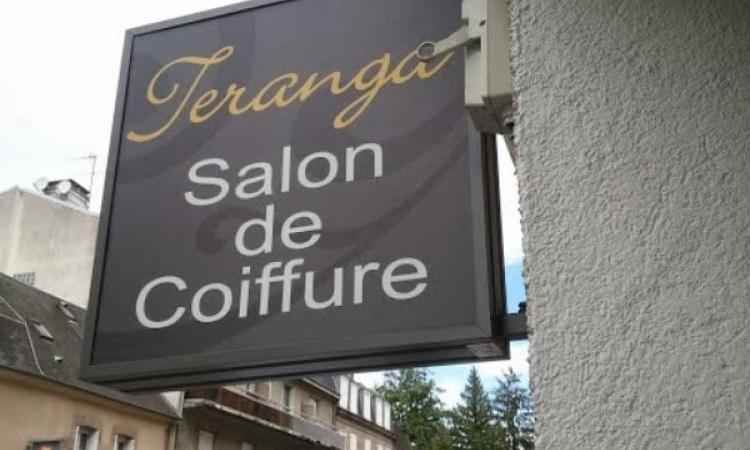 Teranga
Salon
de
Coiffure